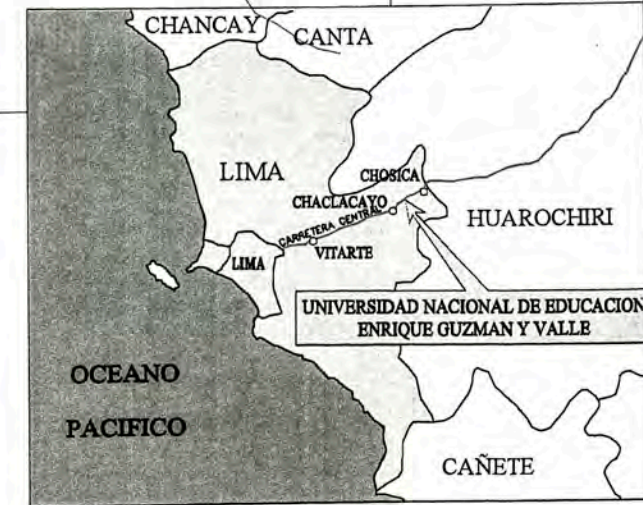 CHANCAY
CANTA
LIMA
CHOSICA
CHACLACAYO
HUAROCHIRI
CARRETERA CENTRAL
LIMA
VITARTE
UNIVERSIDAD NACIONAL DE EDUCACION
ENRIQUE GUZMAN Y VALLE
OCEANO
PACIFICO
CAÑETE